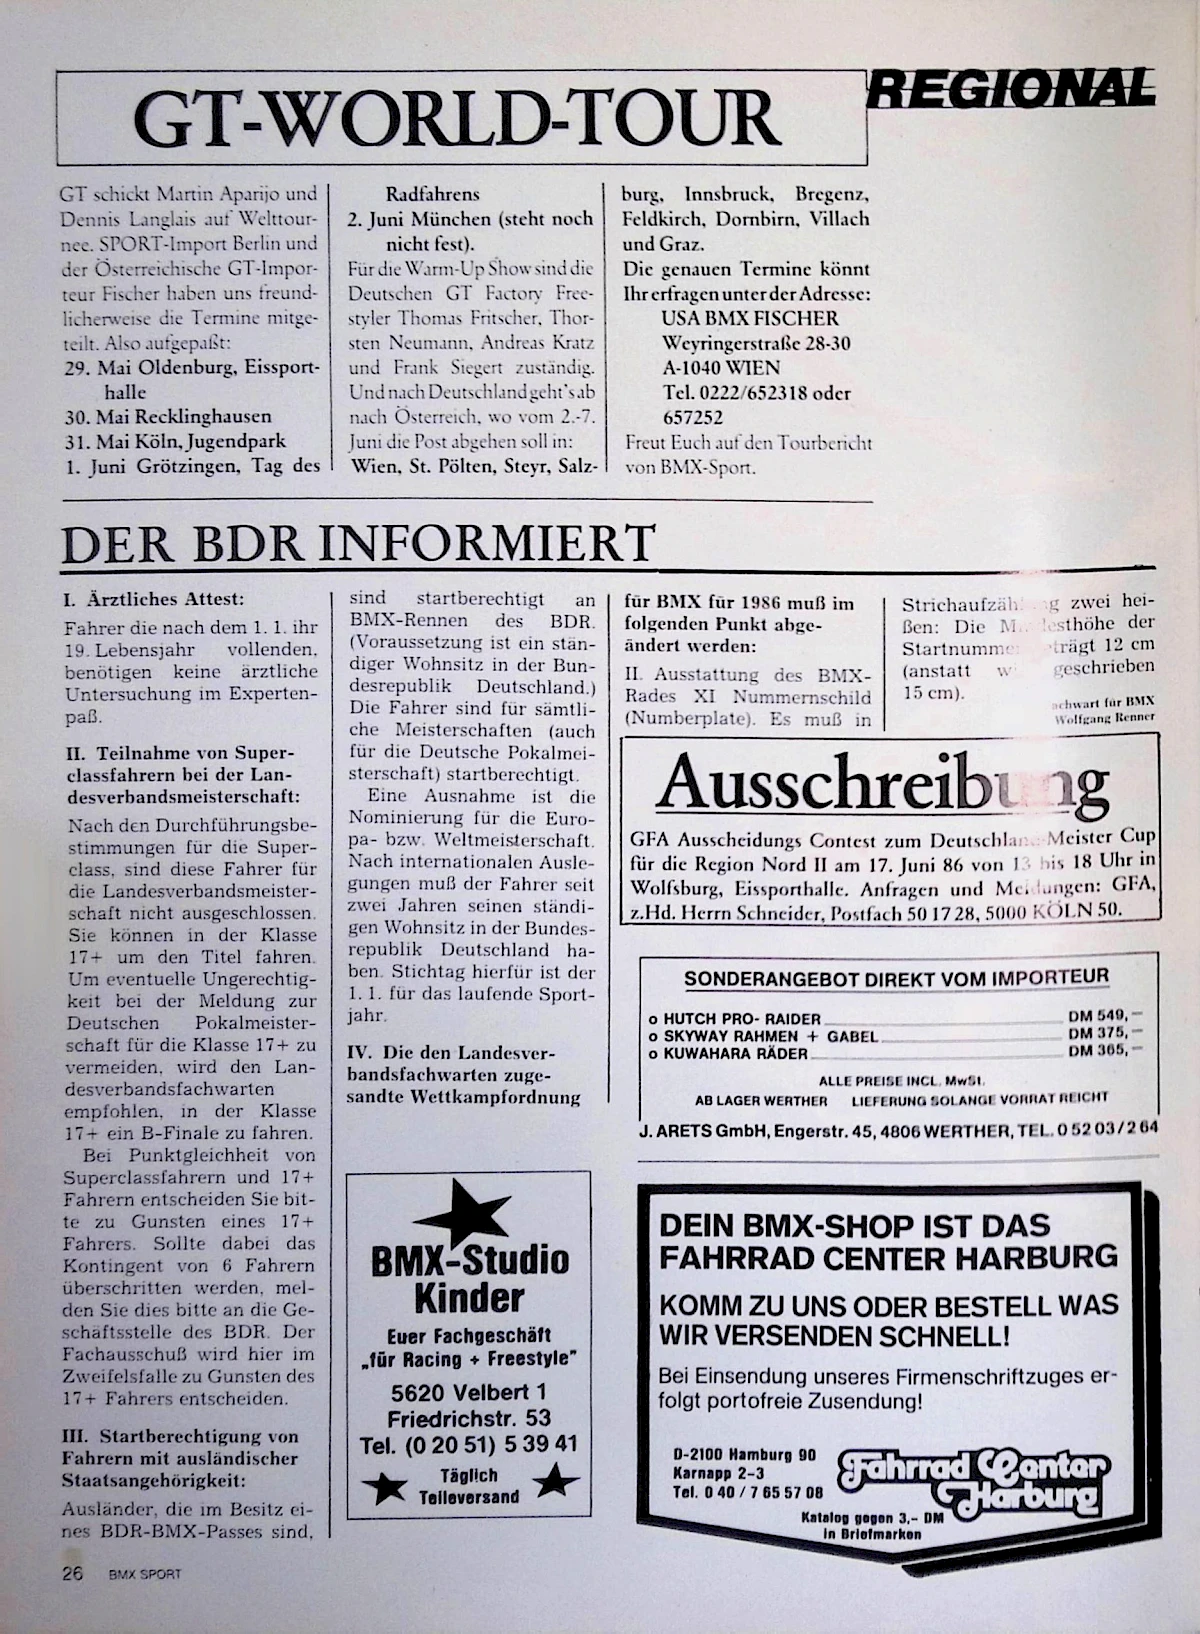 REGIONAL
GT-WORLD-TOUR
GT schickt Martin Aparijo und
Dennis Langlais auf Welttour-
nee. SPORT-Import Berlin und
der Österreichische GT-Impor-
teur Fischer haben uns freund-
licherweise die Termine mitge-
teilt. Also aufgepaßt:
29. Mai Oldenburg, Eissport-
halle
30. Mai Recklinghausen
31. Mai Köln, Jugendpark
1. Juni Grötzingen, Tag des
Radfahrens
2. Juni München (steht noch
nicht fest).
Für die Warm-Up Show sind die
Deutschen GT Factory Free-
styler Thomas Fritscher, Thor-
sten Neumann, Andreas Kratz
und Frank Siegert zuständig.
Und nach Deutschland geht's ab
nach Österreich, wo vom 2.-7.
Juni die Post abgehen soll in:
Wien, St. Pölten, Steyr, Salz-
burg, Innsbruck, Bregenz,
Feldkirch, Dornbirn, Villach
und Graz.
Die genauen Termine könnt
Ihr erfragen unter der Adresse:
USA BMX FISCHER
Weyringerstraße 28-30
A-1040 WIEN
Tel. 0222/652318 oder
657252
Freut Euch auf den Tourbericht
von BMX-Sport.
DER BDR INFORMIERT
I. Ärztliches Attest:
Fahrer die nach dem 1. 1. ihr
19. Lebensjahr vollenden,
benötigen keine ärztliche
Untersuchung im Experten-
paß.
II. Teilnahme von Super-
classfahrern bei der Lan-
desverbandsmeisterschaft:
Nach den Durchführungsbe-
stimmungen für die Super-
class, sind diese Fahrer für
die Landesverbandsmeister-
schaft nicht ausgeschlossen.
Sie können in der Klasse
17+ um den Titel fahren.
Um eventuelle Ungerechtig-
keit bei der Meldung zur
Deutschen Pokalmeister-
schaft für die Klasse 17+ zu
vermeiden, wird den Lan-
desverbandsfachwarten
empfohlen, in der Klasse
17+ ein B-Finale zu fahren.
Bei Punktgleichheit von
Superclassfahrern und 17+
Fahrern entscheiden Sie bit-
te zu Gunsten eines 17+
Fahrers. Sollte dabei das
Kontingent von 6 Fahrern
überschritten werden, mel-
den Sie dies bitte an die Ge-
schäftsstelle des BDR. Der
Fachausschuß wird hier im
Zweifelsfalle zu Gunsten des
17+ Fahrers entscheiden.
III. Startberechtigung von
Fahrern mit ausländischer
Staatsangehörigkeit:
Ausländer, die im Besitz ei-
nes BDR-BMX-Passes sind,
sind startberechtigt an
BMX-Rennen des BDR.
(Voraussetzung ist ein stän-
diger Wohnsitz in der Bun-
desrepublik Deutschland.)
Die Fahrer sind für sämtli-
che Meisterschaften (auch
für die Deutsche Pokalmei-
sterschaft) startberechtigt.
Eine Ausnahme ist die
Nominierung für die Euro-
pa- bzw. Weltmeisterschaft.
Nach internationalen Ausle-
gungen muß der Fahrer seit
zwei Jahren seinen ständi-
gen Wohnsitz in der Bundes-
republik Deutschland ha-
ben. Stichtag hierfür ist der
1. 1. für das laufende Sport-
jahr.
IV. Die den Landesver-
bandsfachwarten zuge-
sandte Wettkampfordnung
für BMX für 1986 muß im
folgenden Punkt abge-
ändert werden:
II. Ausstattung des BMX-
Rades XI Nummernschild
(Numberplate). Es muß in
Strichaufzählung zwei hei-
ßen: Die Mindesthöhe der
Startnummer beträgt 12 cm
(anstatt geschrieben
15 cm).
für BMX
Wolfgang Renner
Ausschreibung
GFA Ausscheidungs Contest zum Deutschland-Meister Cup
für die Region Nord II am 17. Juni 86 von 13 bis 18 Uhr in
Wolfsburg, Eissporthalle. Anfragen und Meldungen: GFA,
z.Hd. Herrn Schneider, Postfach 50 17 28, 5000 KÖLN 50.
SONDERANGEBOT DIREKT VOM IMPORTEUR
o HUTCH PRO- RAIDER DM 549,—
o SKYWAY RAHMEN + GABEL DM 375,—
o KUWAHARA RÄDER DM 365,—
ALLE PREISE INCL. MwSt.
AB LAGER WERTHER LIEFERUNG SOLANGE VORRAT REICHT
J. ARETS GmbH, Engerstr. 45, 4806 WERTHER, TEL. 0 52 03/2 64
BMX-Studio
Kinder
Euer Fachgeschäft
„für Racing + Freestyle"
5620 Velbert 1
Friedrichstr. 53
Tel. (0 20 51) 5 39 41
Täglich
Teileversand
DEIN BMX-SHOP IST DAS
FAHRRAD CENTER HARBURG
KOMM ZU UNS ODER BESTELL WAS
WIR VERSENDEN SCHNELL!
Bei Einsendung unseres Firmenschriftzuges er-
folgt portofreie Zusendung!
D-2100 Hamburg 90
Karnapp 2-3
Tel. 0 40 / 7 65 57 08
Fahrrad Center
Harburg
Katalog gegen 3,- DM
in Briefmarken
26 BMX SPORT